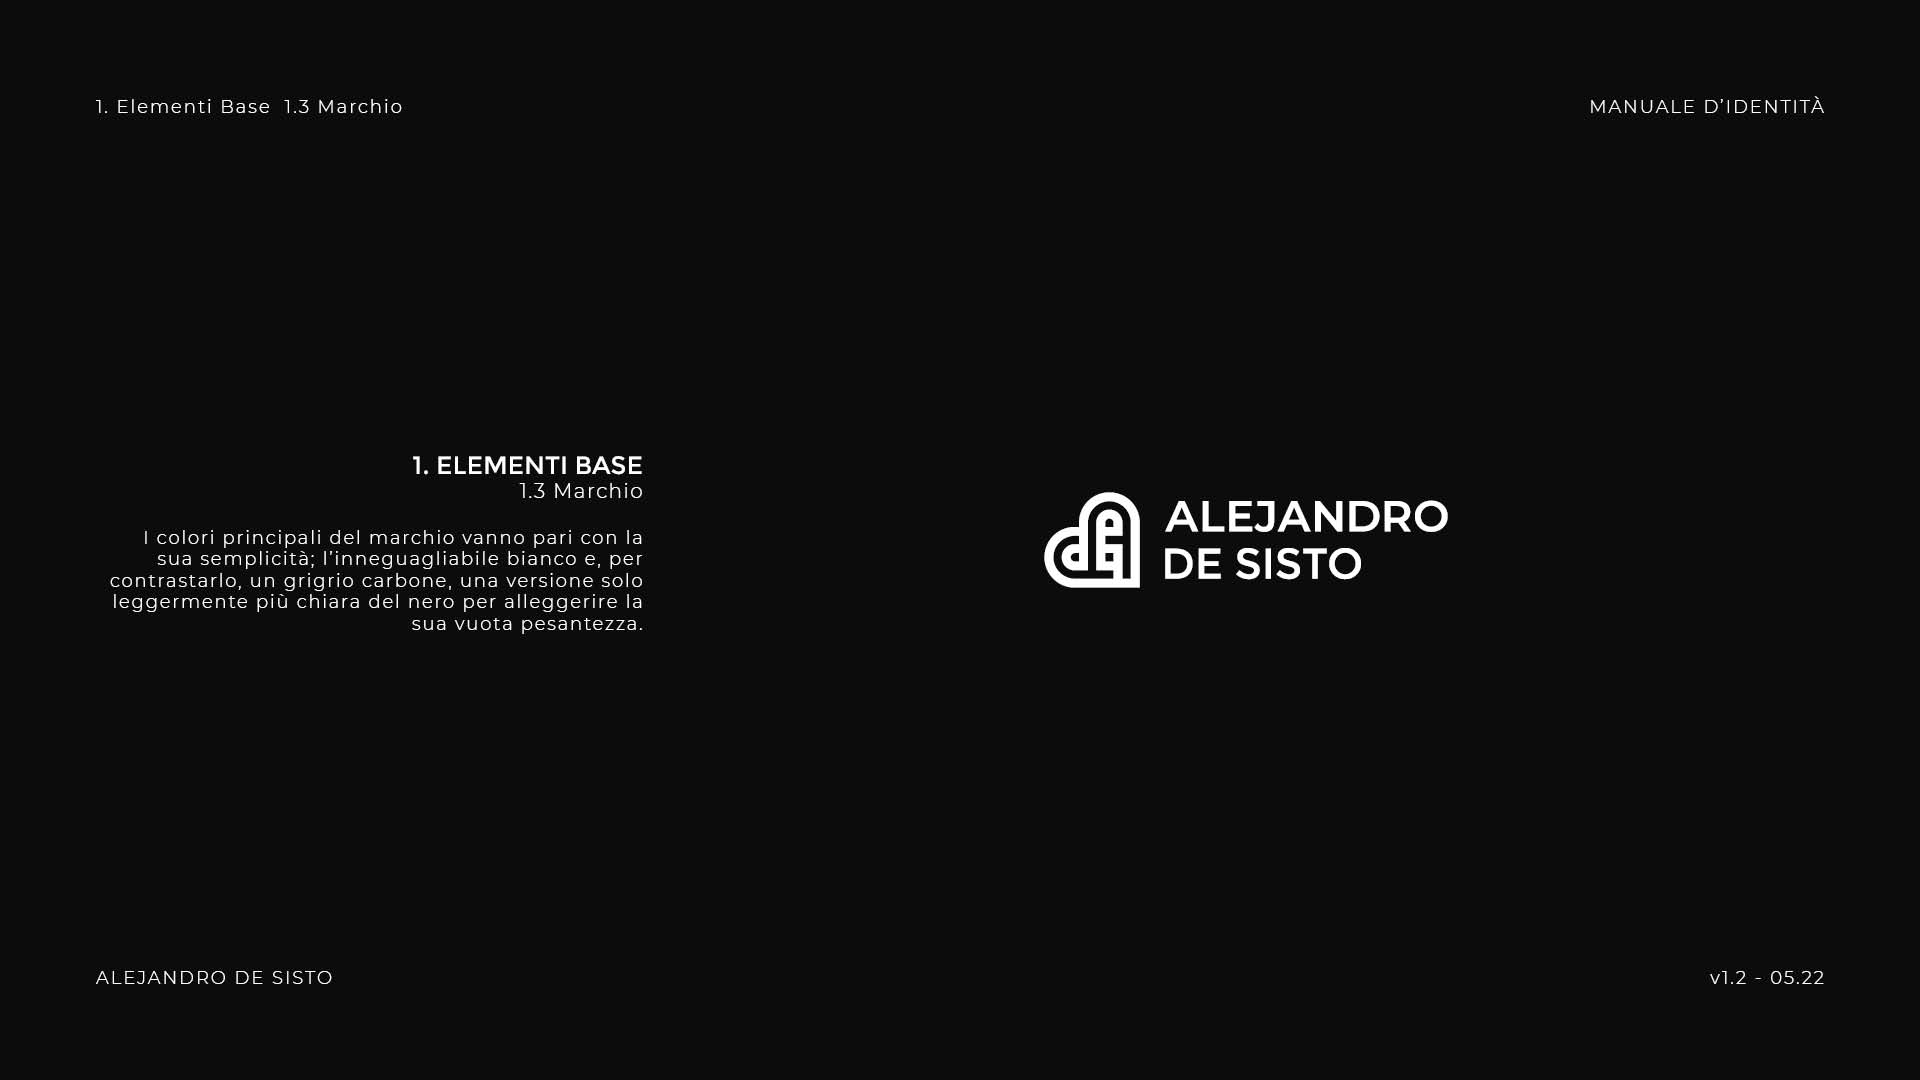 1. Elementi Base  1.3 Marchio
MANUALE D’IDENTITÀ
1. ELEMENTI BASE
1.3 Marchio
I colori principali del marchio vanno pari con la
sua semplicità; l’inneguagliabile bianco e, per
contrastarlo, un grigrio carbone, una versione solo
leggermente più chiara del nero per alleggerire la
sua vuota pesantezza.
ALEJANDRO
DE SISTO
ALEJANDRO DE SISTO
v1.2 - 05.22